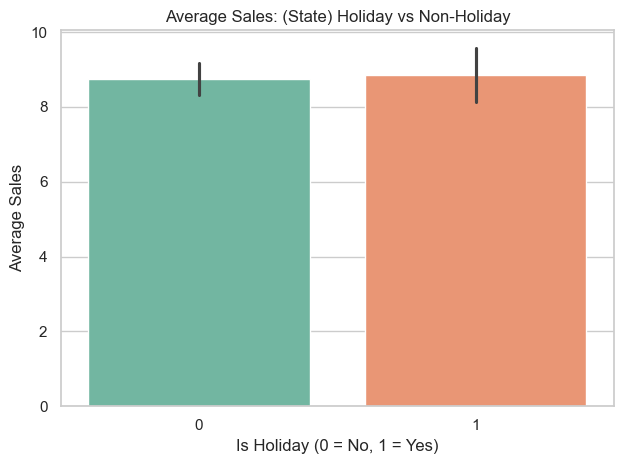 Average Sales: (State) Holiday vs Non-Holiday
10
8
6
4
2
0
Average Sales
0 1
Is Holiday (0 = No, 1 = Yes)